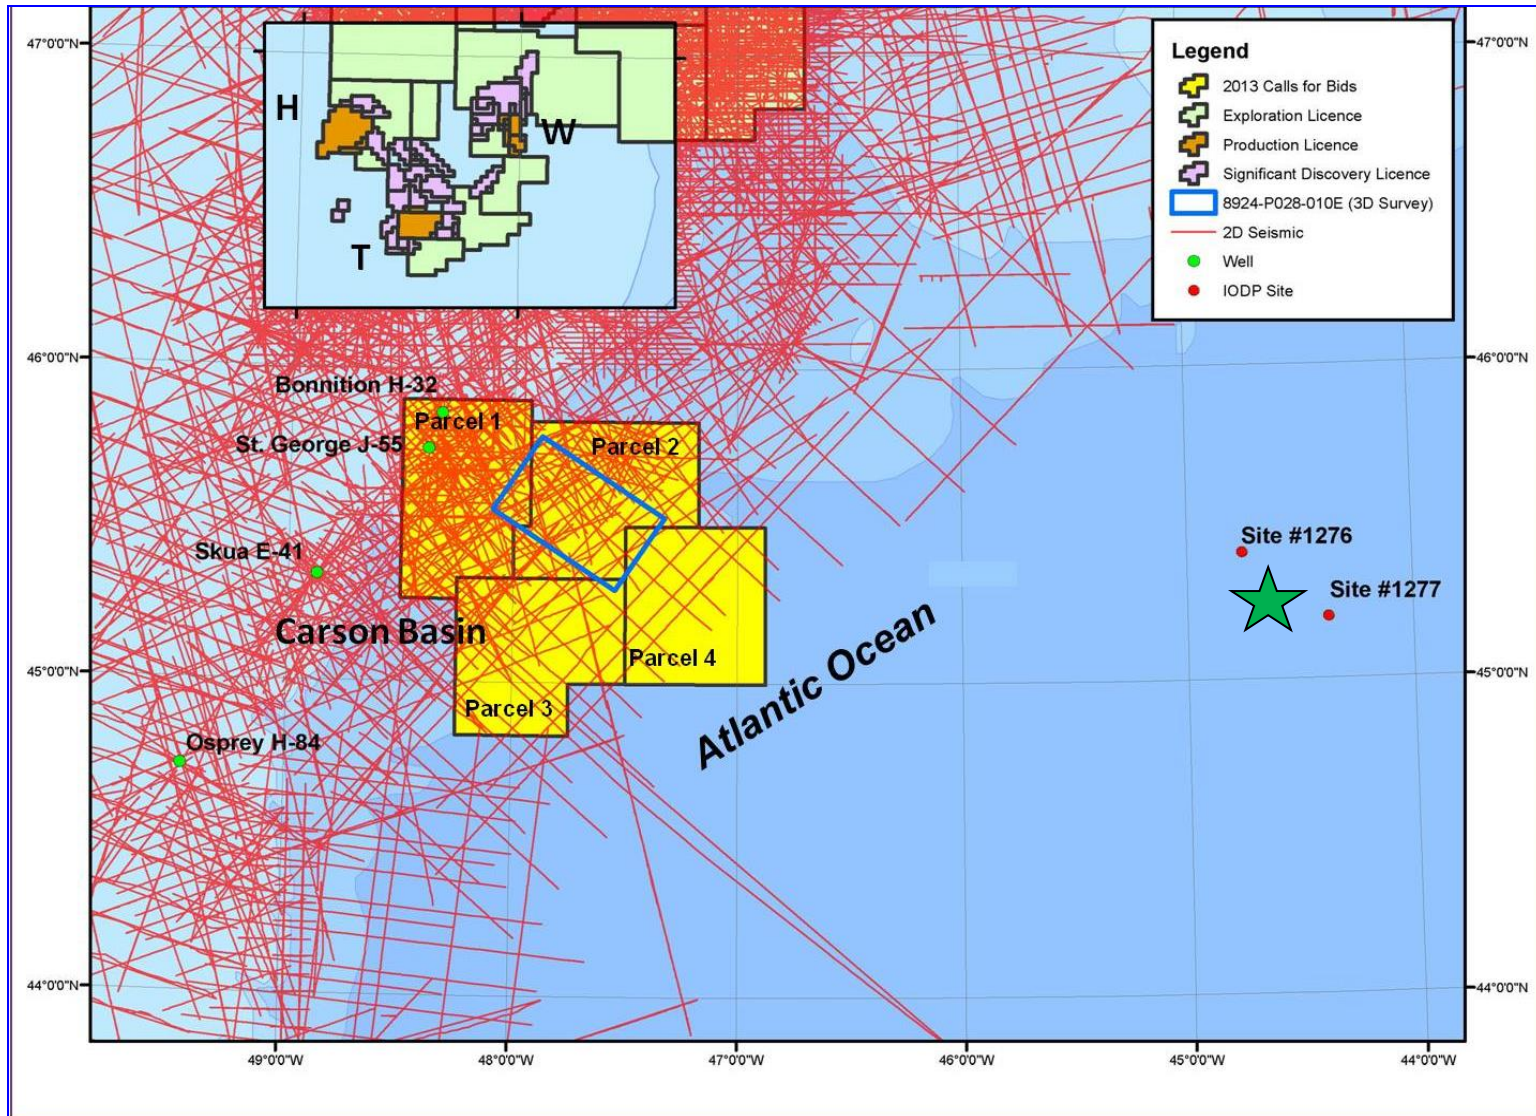 47°0'0"N
47°0'0"N
H
W
T
Legend
2013 Calls for Bids
Exploration Licence
Production Licence
Significant Discovery Licence
8924-P028-010E (3D Survey)
2D Seismic
Well
IODP Site
46°0'0"N
46°0'0"N
Bonnition H-32
Parcel 1
St. George J-55
Parcel 2
Skua E-41
Site #1276
Site #1277
Carson Basin
Parcel 4
Atlantic Ocean
45°0'0"N
45°0'0"N
Parcel 3
Osprey H-84
44°0'0"N
44°0'0"N
49°0'0"W
48°0'0"W
47°0'0"W
46°0'0"W
45°0'0"W
44°0'0"W